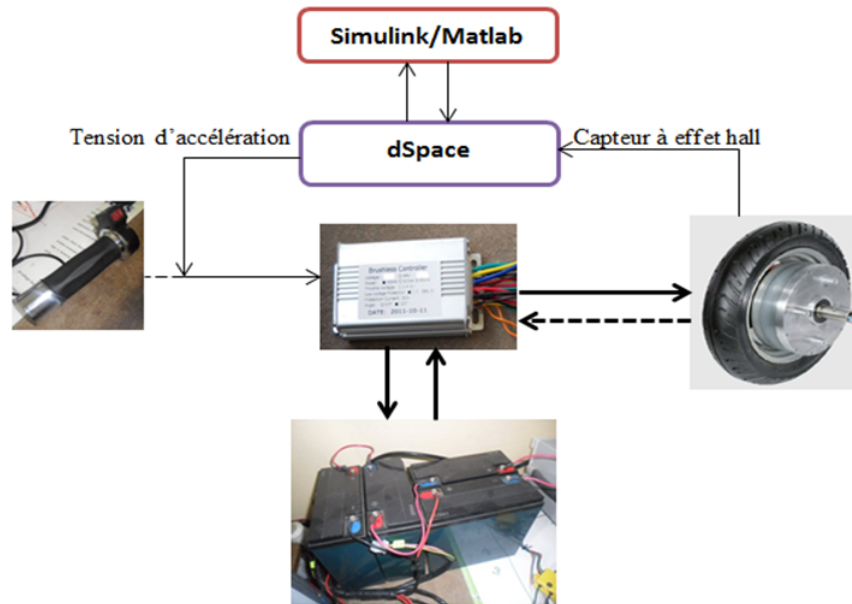 Simulink/Matlab
Tension d'accélération
dSpace
Capteur à effet hall
Brushless Controller
DATE: 2011-10-11